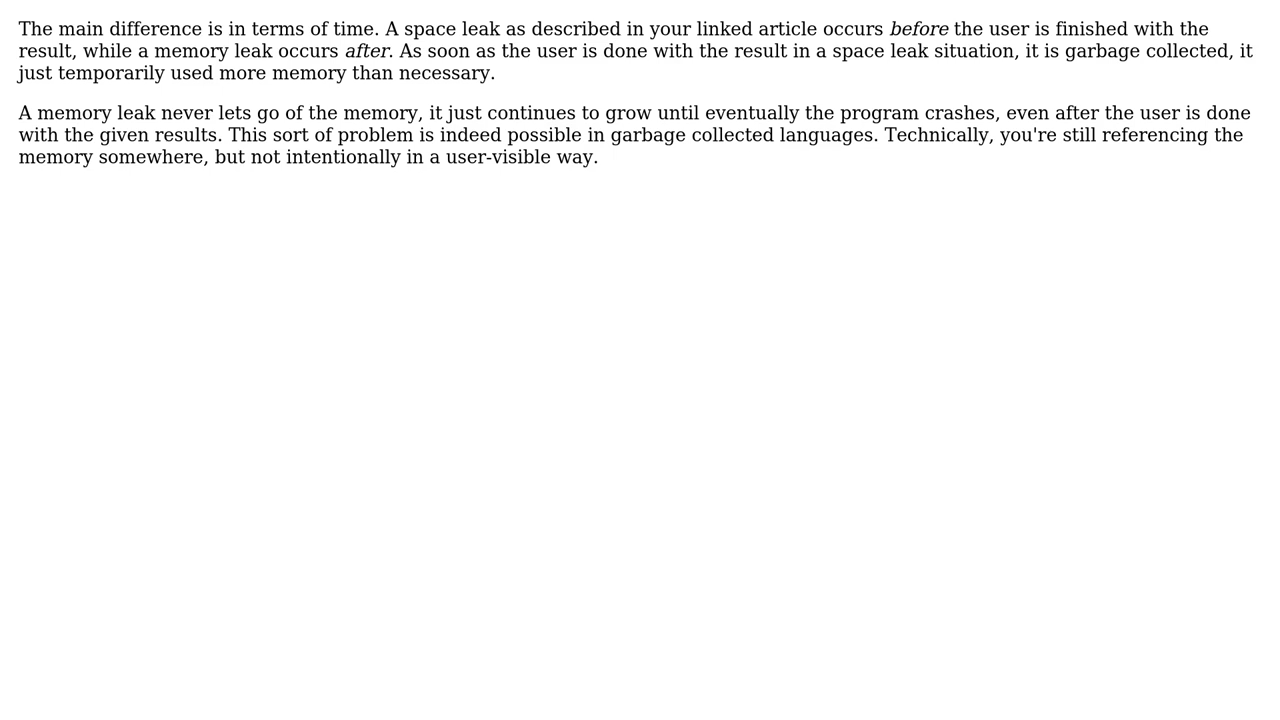 The main difference is in terms of time. A space leak as described in your linked article occurs before the user is finished with the
result, while a memory leak occurs after. As soon as the user is done with the result in a space leak situation, it is garbage collected, it
just temporarily used more memory than necessary.
A memory leak never lets go of the memory, it just continues to grow until eventually the program crashes, even after the user is done
with the given results. This sort of problem is indeed possible in garbage collected languages. Technically, you're still referencing the
memory somewhere, but not intentionally in a user-visible way.